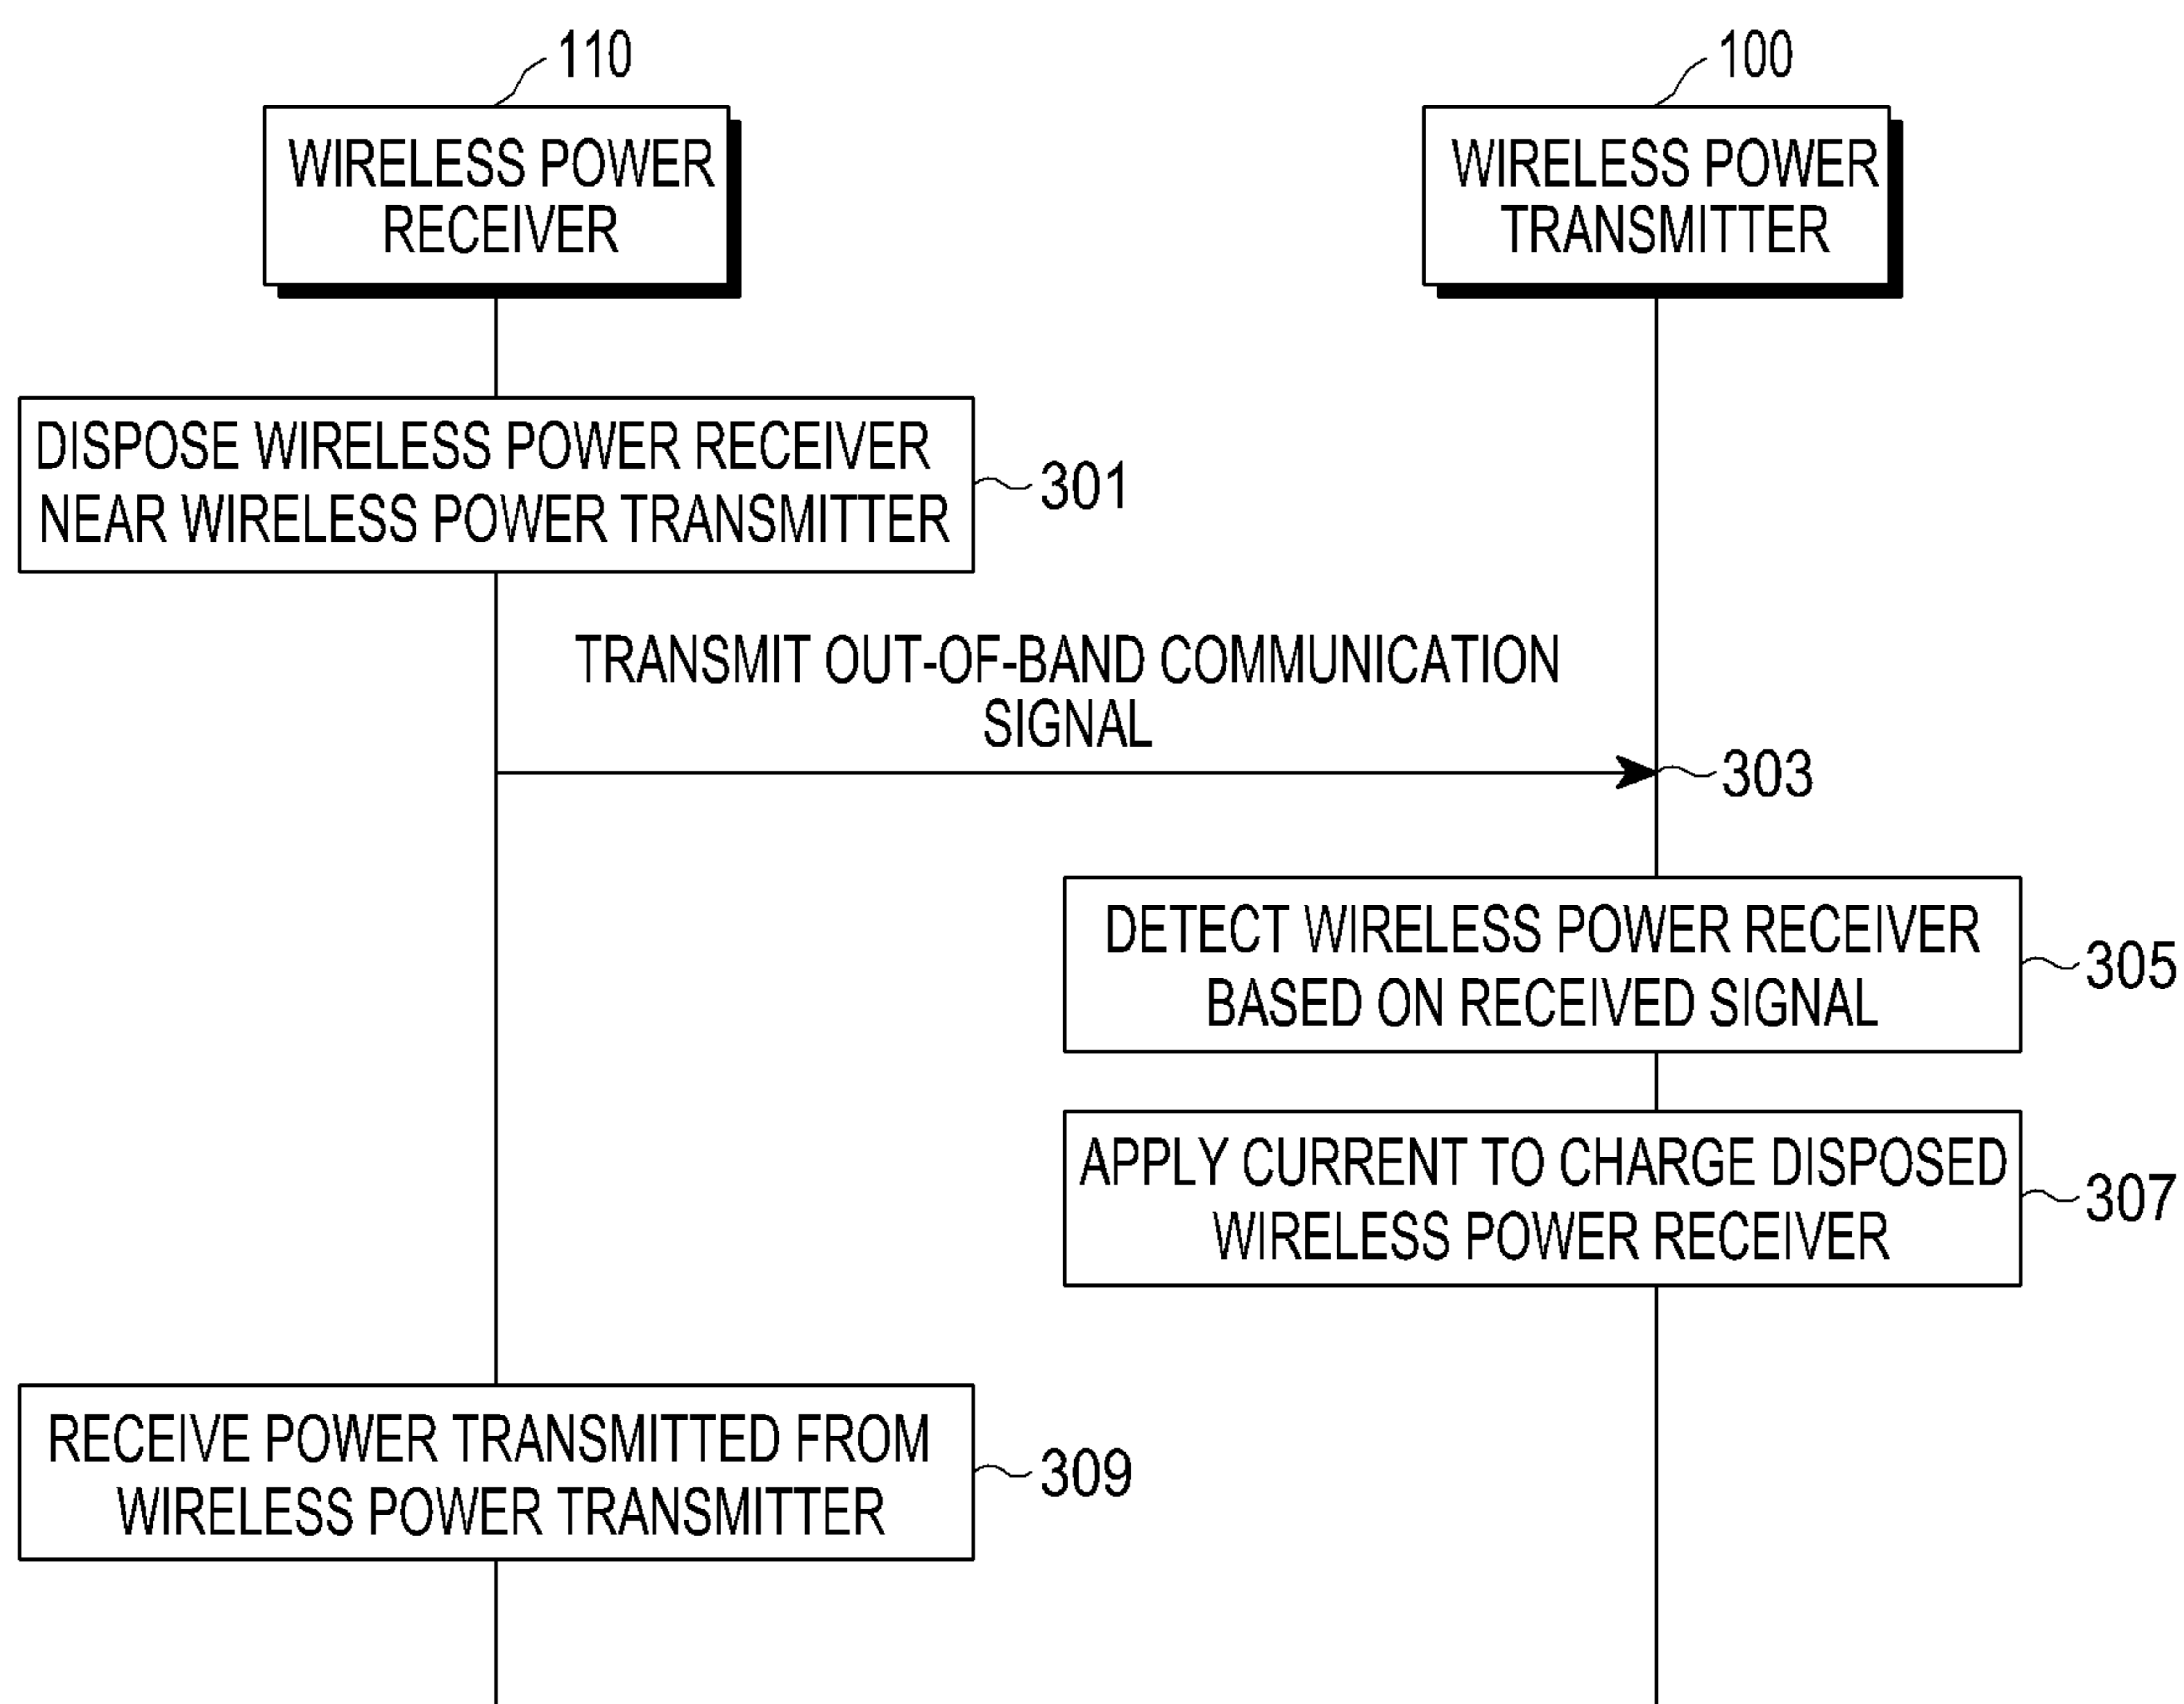 110
100
WIRELESS POWER
RECEIVER
WIRELESS POWER
TRANSMITTER
DISPOSE WIRELESS POWER RECEIVER
NEAR WIRELESS POWER TRANSMITTER
301
TRANSMIT OUT-OF-BAND COMMUNICATION
SIGNAL
303
DETECT WIRELESS POWER RECEIVER
BASED ON RECEIVED SIGNAL
305
APPLY CURRENT TO CHARGE DISPOSED
WIRELESS POWER RECEIVER
307
RECEIVE POWER TRANSMITTED FROM
WIRELESS POWER TRANSMITTER
309